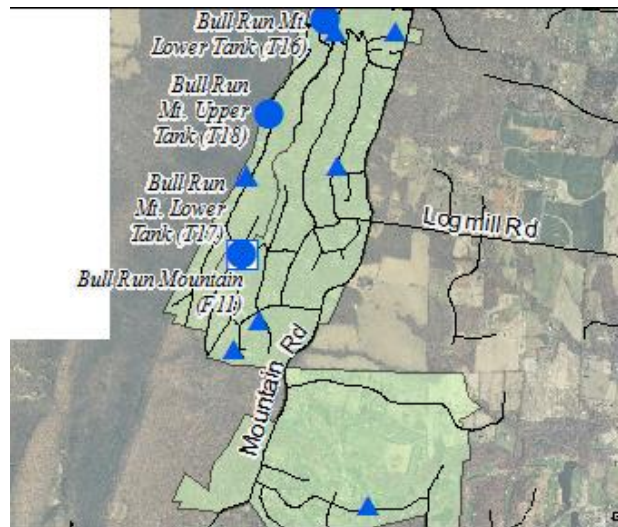 Bull Run Mt.
Lower Tank (T16)
Bull Run
Mt. Upper
Tank (T18)
Bull Run
Mt. Lower
Tank (T17)
Logmill Rd
Bull Run Mountain
(F11)
Mountain Rd